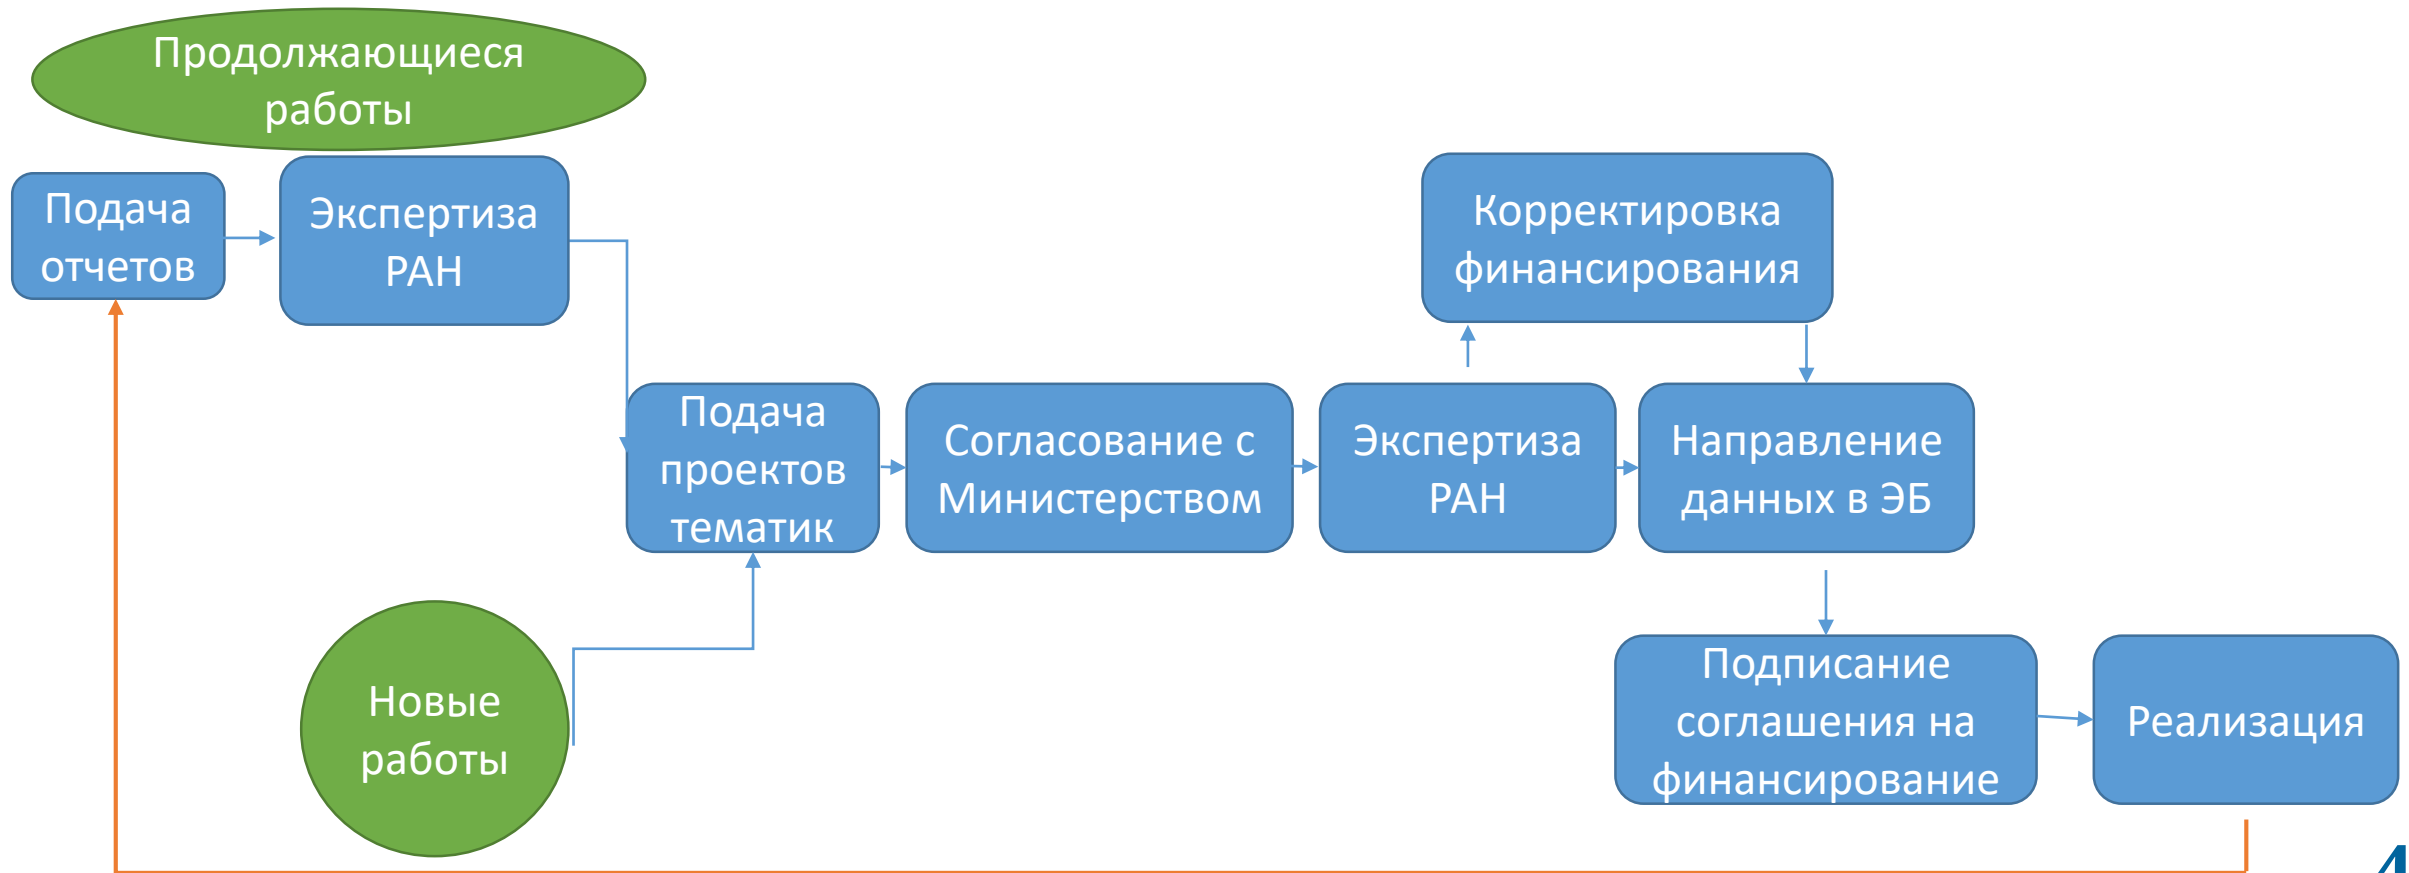 Продолжающиеся
работы
Подача
отчетов
Экспертиза
РАН
Корректировка
финансирования
Подача
проектов
тематик
Согласование с
Министерством
Экспертиза
РАН
Направление
данных в ЭБ
Новые
работы
Подписание
соглашения на
финансирование
Реализация